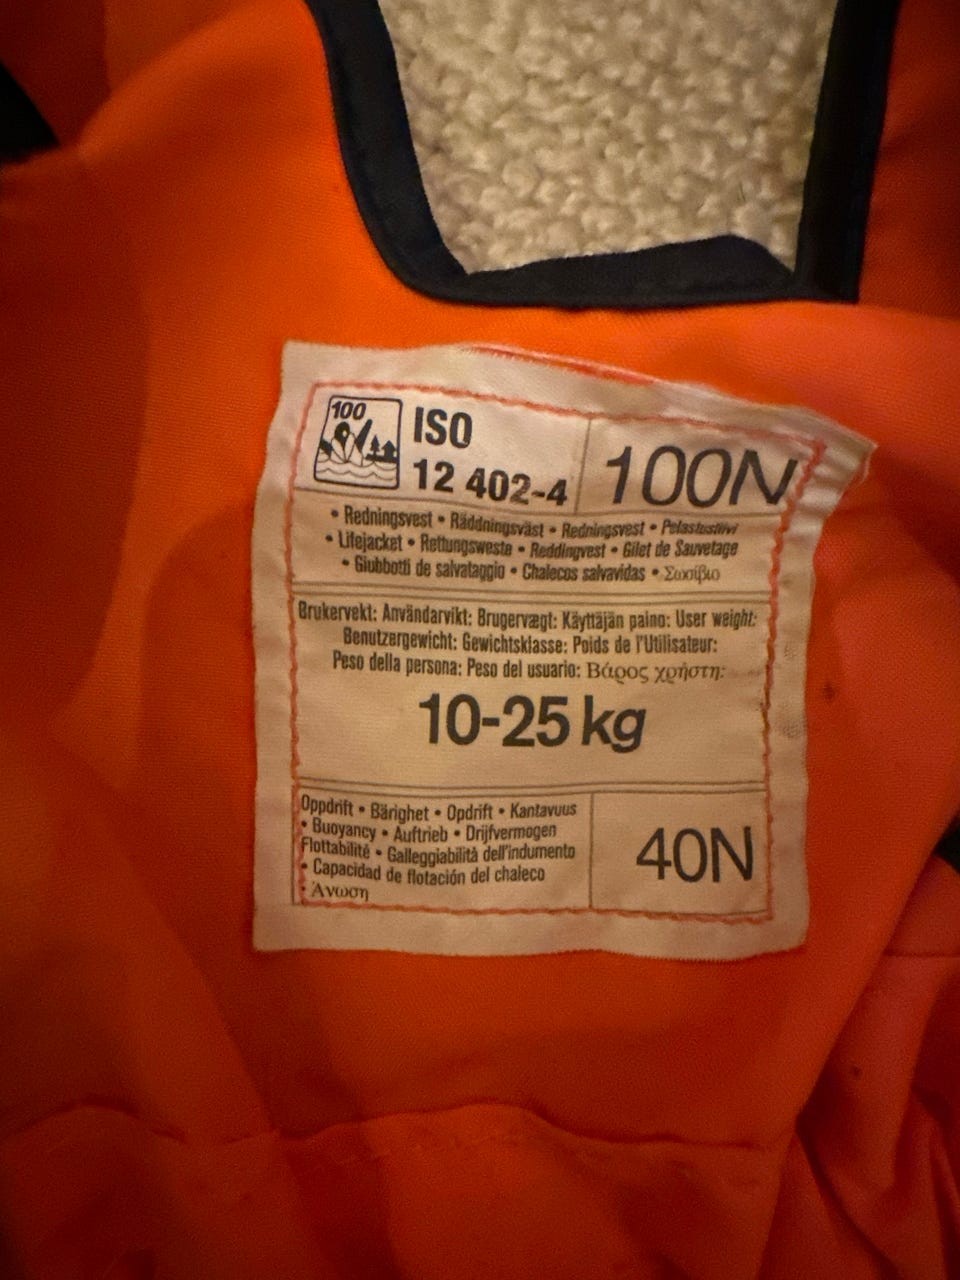 100
ISO
12 402-4
100N
• Redningsvest • Räddningsväst • Redningsvest • Pelastusliivi
• Lifejacket • Rettungsweste • Reddingvest • Gilet de Sauvetage
• Giubbotti de salvataggio • Chalecos salvavidas • Σωσίβιο
Brukervekt: Användarvikt: Brugervægt: Käyttäjän paino: User weight:
Benutzergewicht: Gewichtsklasse: Poids de l'Utilisateur:
Peso della persona: Peso del usuario: Βάρος χρήστη:
10-25 kg
Oppdrift • Bärighet • Opdrift • Kantavuus
• Buoyancy • Auftrieb • Drijfvermogen
Flottabilité • Galleggiabilità dell'indumento
• Capacidad de flotación del chaleco
• Άνωση
40N